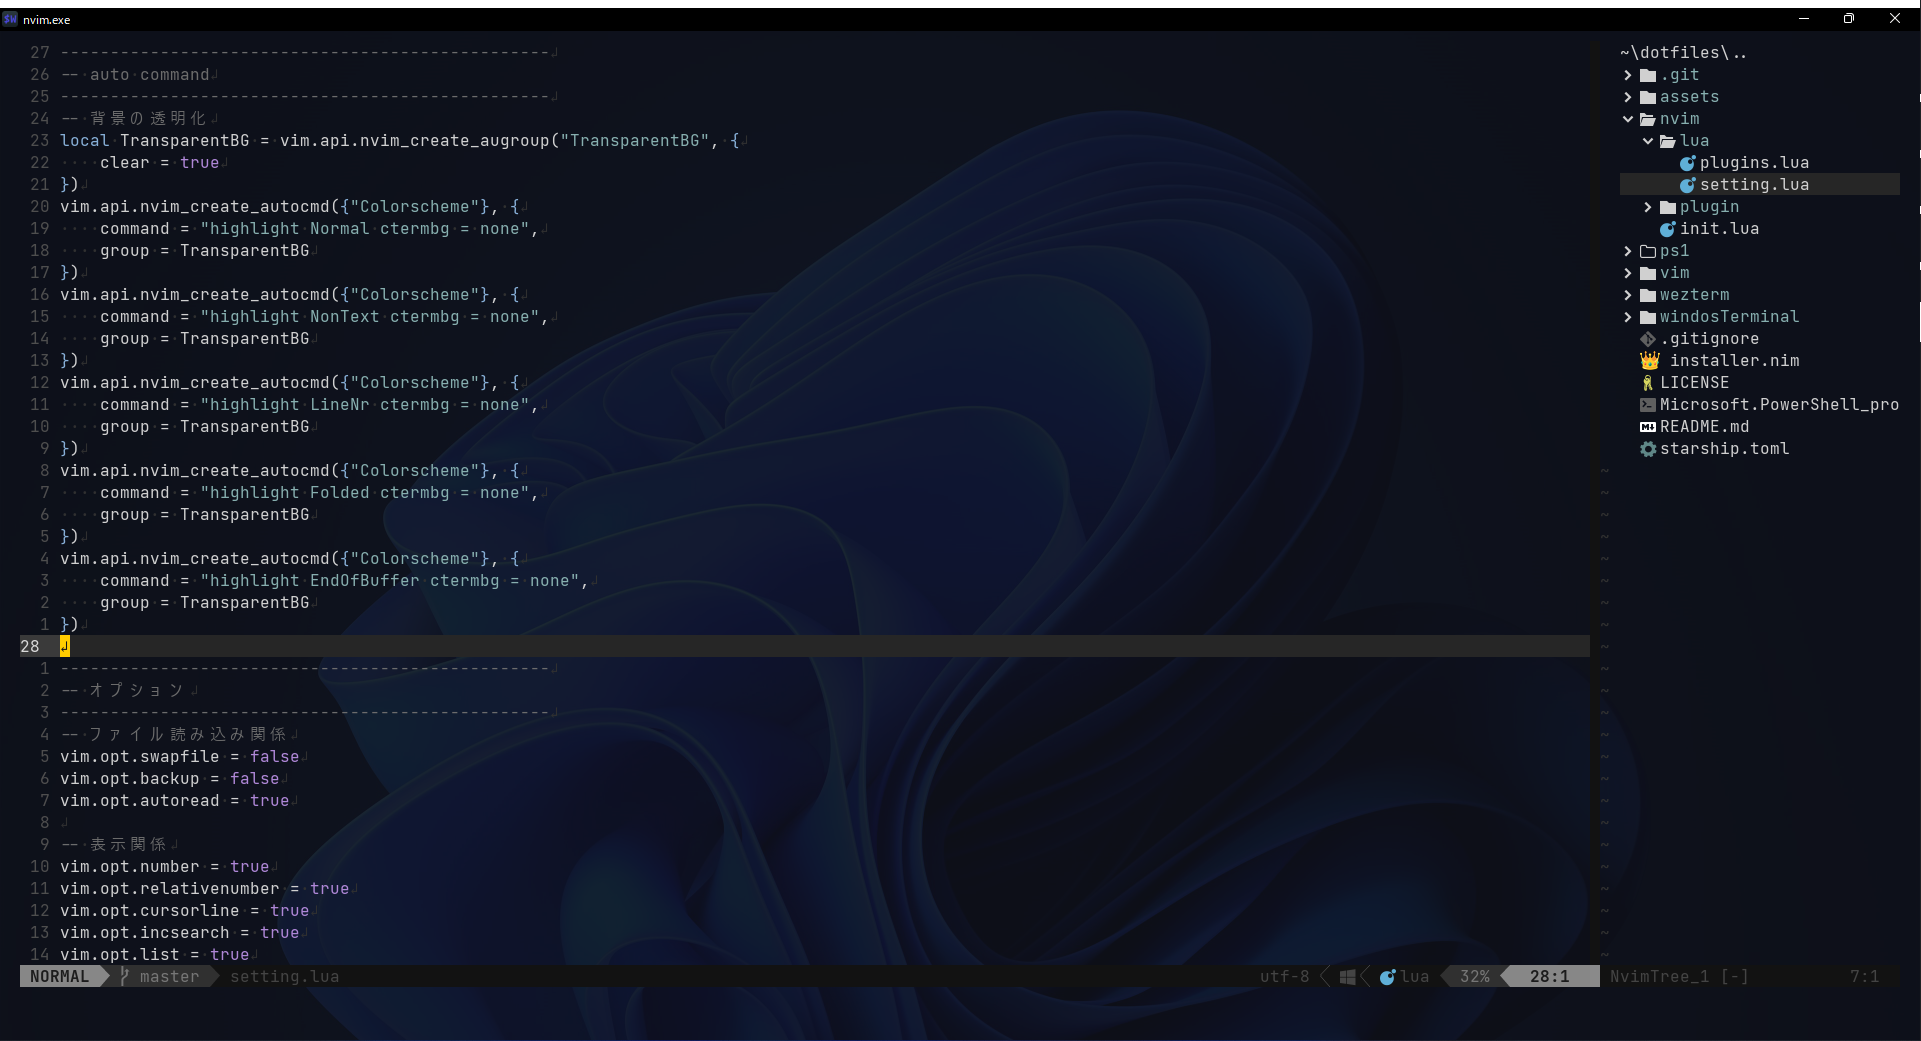 nvim.exe
27 -------------------------------------------------
26 -- auto command
25 -------------------------------------------------
24 -- 背景の透明化
23 local TransparentBG = vim.api.nvim_create_augroup("TransparentBG", {
22     clear = true
21 })
20 vim.api.nvim_create_autocmd({"Colorscheme"}, {
19     command = "highlight Normal ctermbg = none",
18     group = TransparentBG
17 })
16 vim.api.nvim_create_autocmd({"Colorscheme"}, {
15     command = "highlight NonText ctermbg = none",
14     group = TransparentBG
13 })
12 vim.api.nvim_create_autocmd({"Colorscheme"}, {
11     command = "highlight LineNr ctermbg = none",
10     group = TransparentBG
9 })
8 vim.api.nvim_create_autocmd({"Colorscheme"}, {
7     command = "highlight Folded ctermbg = none",
6     group = TransparentBG
5 })
4 vim.api.nvim_create_autocmd({"Colorscheme"}, {
3     command = "highlight EndOfBuffer ctermbg = none",
2     group = TransparentBG
1 })
28
1 -------------------------------------------------
2 -- オプション
3 -------------------------------------------------
4 -- ファイル読み込み関係
5 vim.opt.swapfile = false
6 vim.opt.backup = false
7 vim.opt.autoread = true
8
9 -- 表示関係
10 vim.opt.number = true
11 vim.opt.relativenumber = true
12 vim.opt.cursorline = true
13 vim.opt.incsearch = true
14 vim.opt.list = true
NORMAL master setting.lua utf-8 lua 32% 28:1
~\dotfiles\..
.git
assets
nvim
lua
plugins.lua
setting.lua
plugin
init.lua
ps1
vim
wezterm
windosTerminal
.gitignore
installer.nim
LICENSE
Microsoft.PowerShell_pro
README.md
starship.toml
NvimTree_1 [-] 7:1